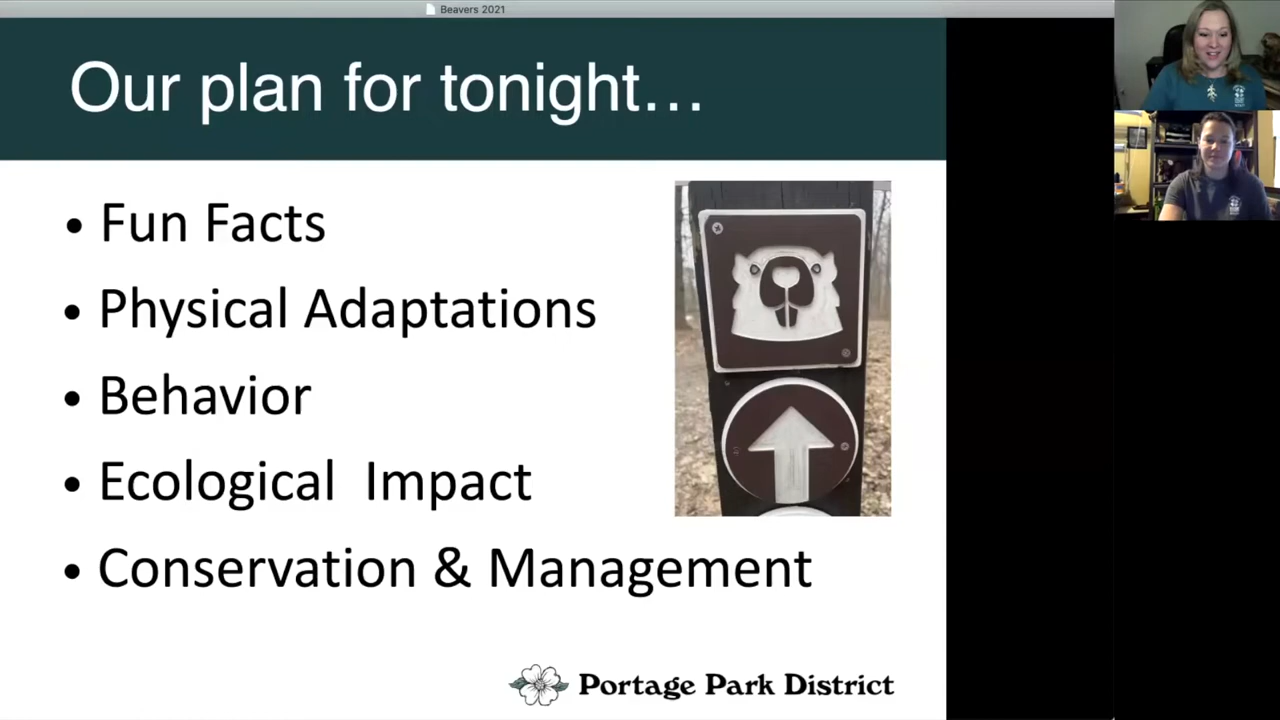 Beavers 2021
Our plan for tonight…
• Fun Facts
• Physical Adaptations
• Behavior
• Ecological Impact
• Conservation & Management
Portage Park District